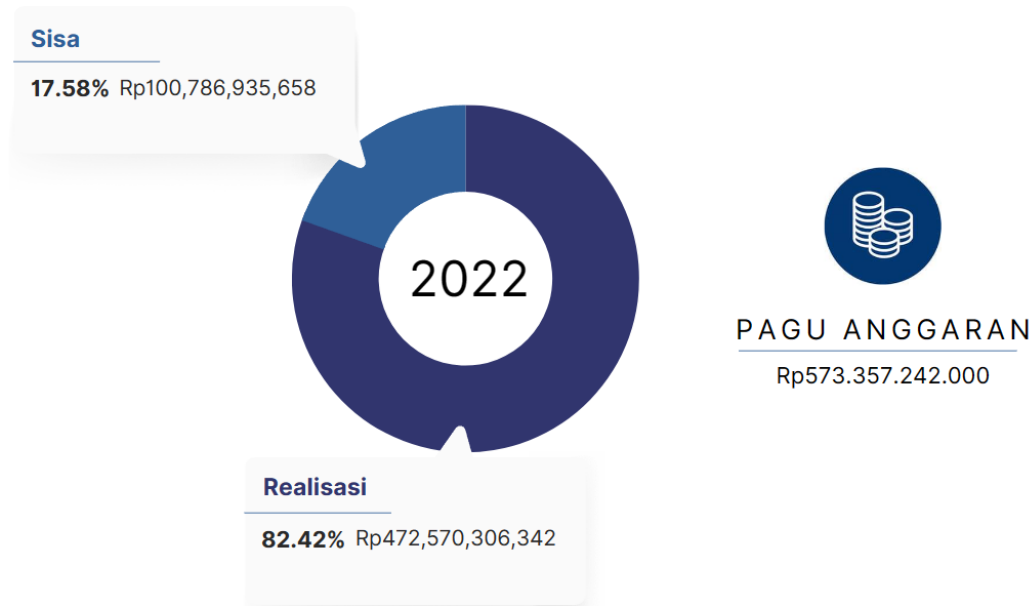 Sisa
17.58% Rp100,786,935,658
2022
PAGU ANGGARAN
Rp573.357.242.000
Realisasi
82.42% Rp472,570,306,342